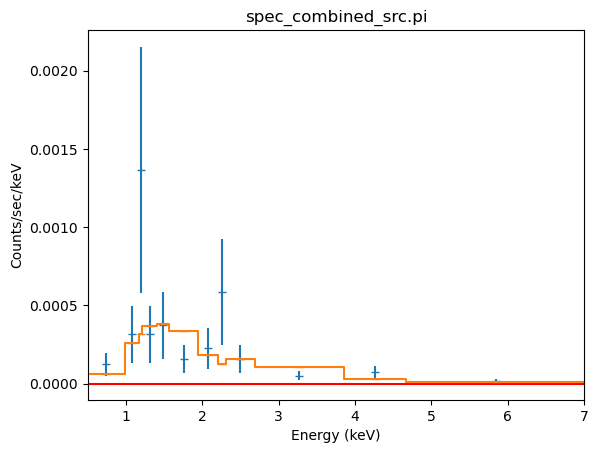 spec_combined_src.pi
Counts/sec/keV
0.0020
0.0015
0.0010
0.0005
0.0000
1 2 3 4 5 6 7
Energy (keV)